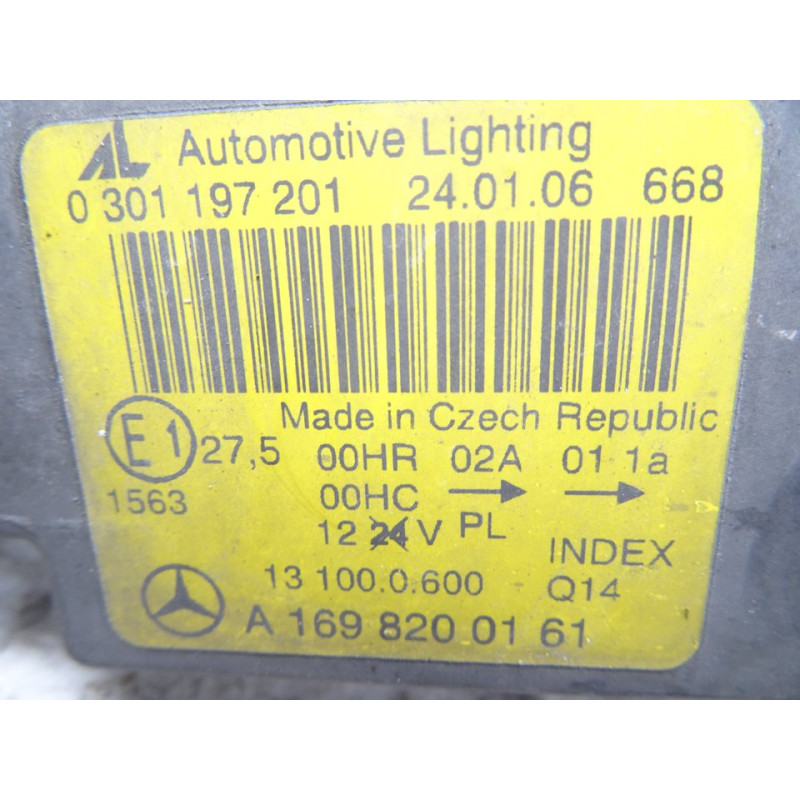 AL Automotive Lighting
0 301 197 201 24.01.06 668
Made in Czech Republic
E1 27,5 00HR 02A 01 1a
1563 00HC → →
12 24 V PL
INDEX
13 100.0.600 Q14
A 169 820 01 61